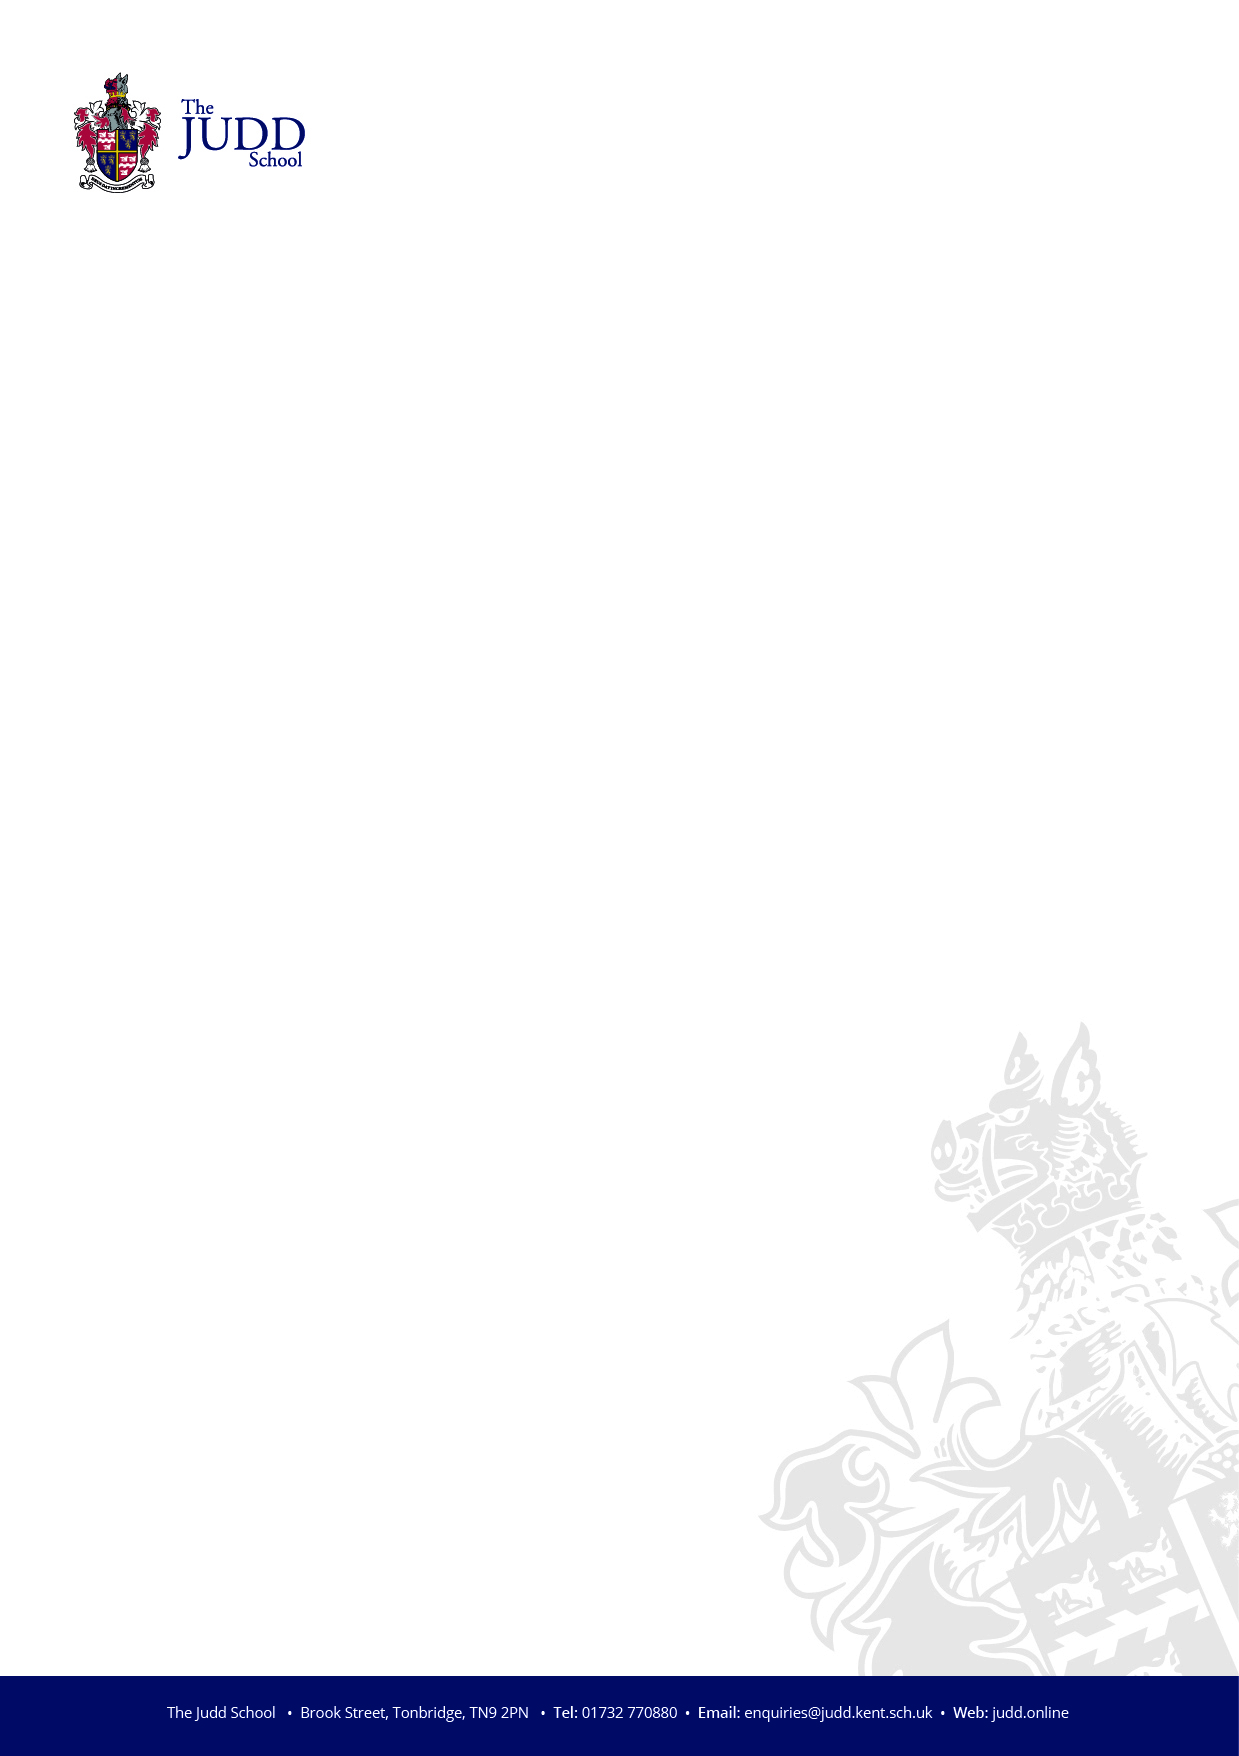 The
JUDD
School
The Judd School • Brook Street, Tonbridge, TN9 2PN • Tel: 01732 770880 • Email: enquiries@judd.kent.sch.uk • Web: judd.online